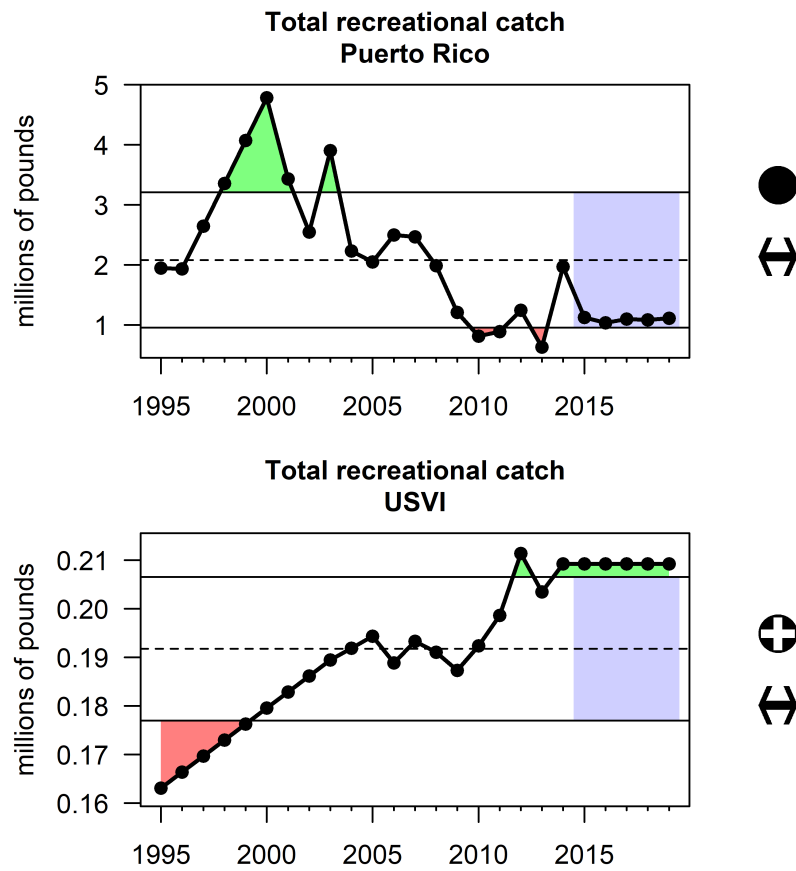 Total recreational catch
Puerto Rico
millions of pounds
5
4
3
2
1
1995 2000 2005 2010 2015
Total recreational catch
USVI
millions of pounds
0.21
0.20
0.19
0.18
0.17
0.16
1995 2000 2005 2010 2015